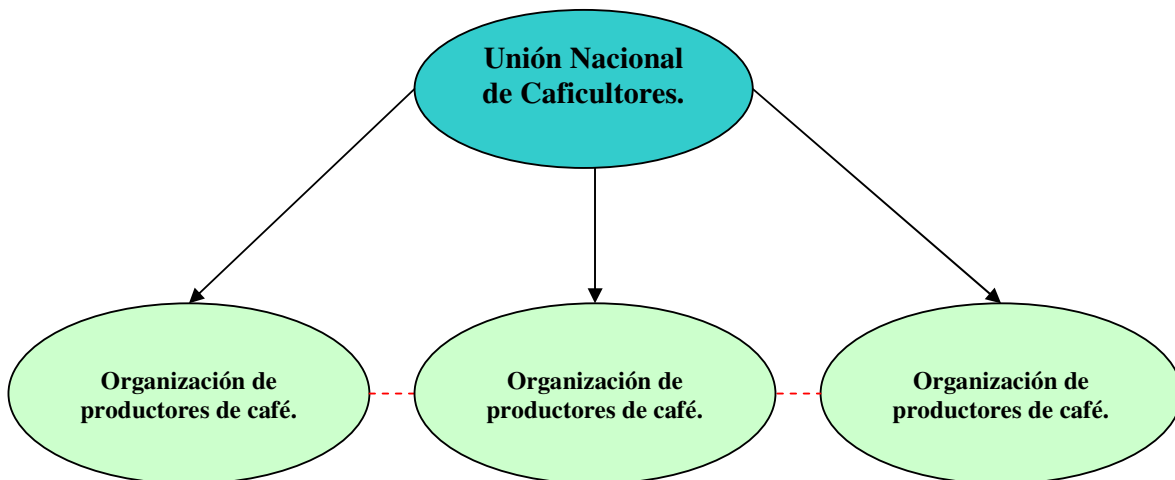 Unión Nacional
de Caficultores.
Organización de
productores de café.
Organización de
productores de café.
Organización de
productores de café.